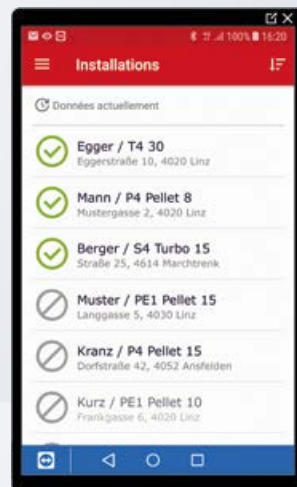 100% 16:20
Installations
Données actuellement
Egger / T4 30
Eggerstraße 10, 4020 Linz
Mann / P4 Pellet 8
Mustergasse 2, 4020 Linz
Berger / S4 Turbo 15
Straße 25, 4614 Marchtrenk
Muster / PE1 Pellet 15
Langgasse 5, 4030 Linz
Kranz / P4 Pellet 15
Dorfstraße 42, 4052 Ansfelden
Kurz / PE1 Pellet 10
Frankgasse 6, 4020 Linz